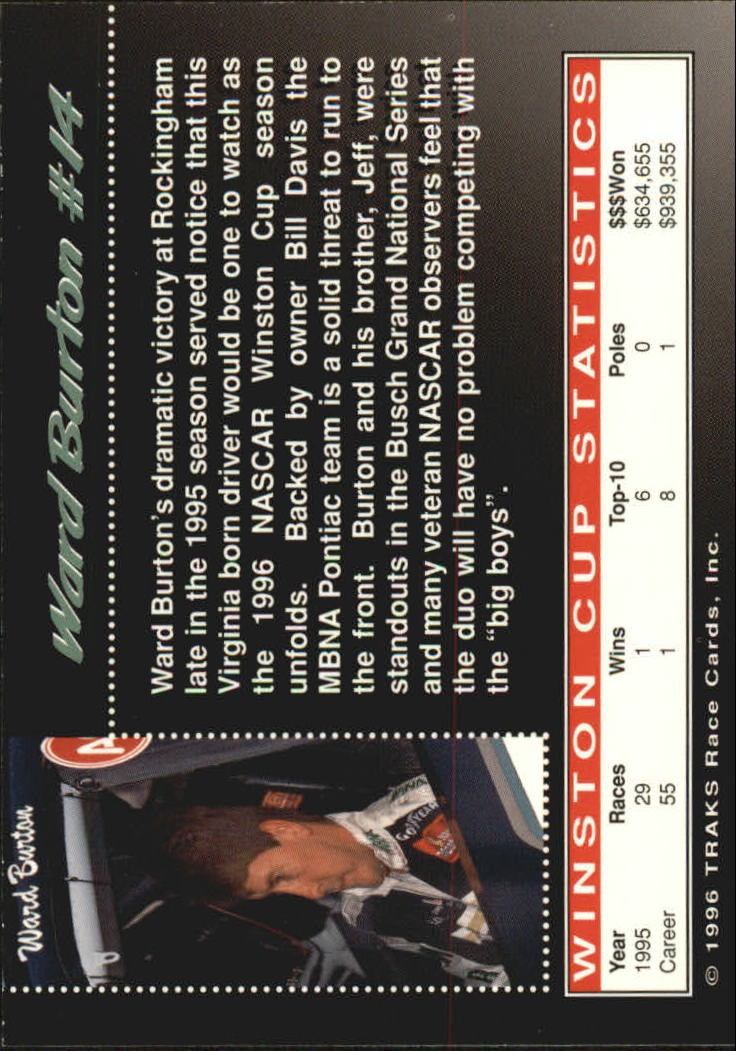 Ward Burton #14
Ward Burton's dramatic victory at Rockingham
late in the 1995 season served notice that this
Virginia born driver would be one to watch as
the 1996 NASCAR Winston Cup season
unfolds. Backed by owner Bill Davis the
MBNA Pontiac team is a solid threat to run to
the front. Burton and his brother, Jeff, were
standouts in the Busch Grand National Series
and many veteran NASCAR observers feel that
the duo will have no problem competing with
the "big boys".
Ward Burton
GOODYEAR
WINSTON CUP STATISTICS
Year Races Wins Top-10 Poles $$$Won
1995 29 1 6 0 $634,655
Career 55 1 8 1 $939,355
© 1996 TRAKS Race Cards, Inc.